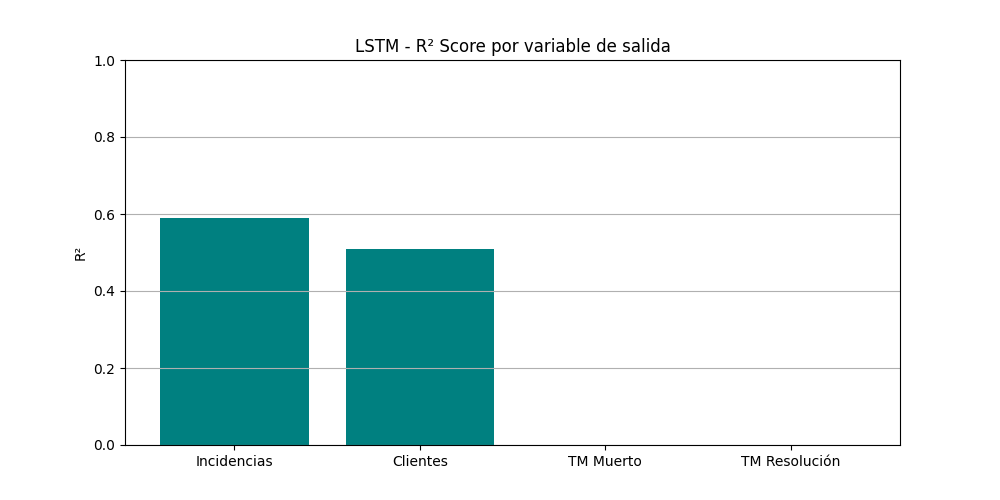 LSTM - R² Score por variable de salida
1.0
0.8
0.6
0.4
0.2
0.0
R²
Incidencias Clientes TM Muerto TM Resolución